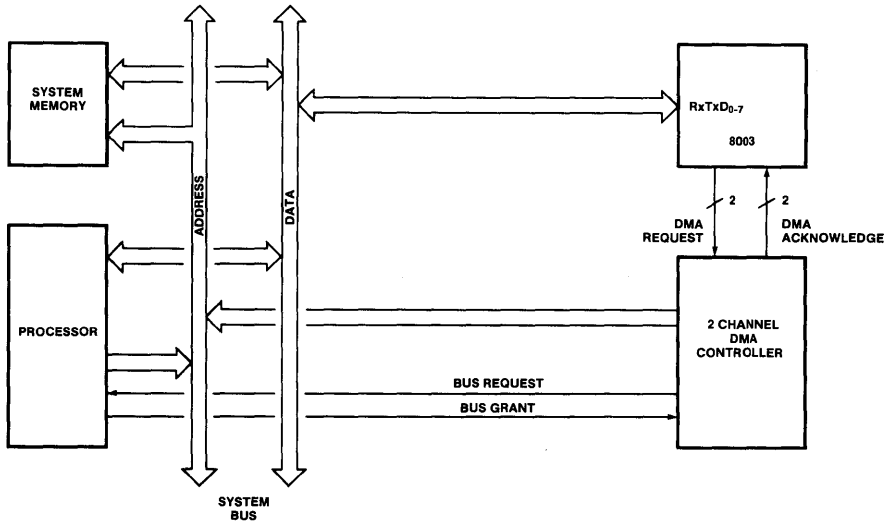 SYSTEM
MEMORY
RxTxD₀₋₇
8003
ADDRESS
DATA
2
2
DMA
REQUEST
DMA
ACKNOWLEDGE
PROCESSOR
2 CHANNEL
DMA
CONTROLLER
BUS REQUEST
BUS GRANT
SYSTEM
BUS